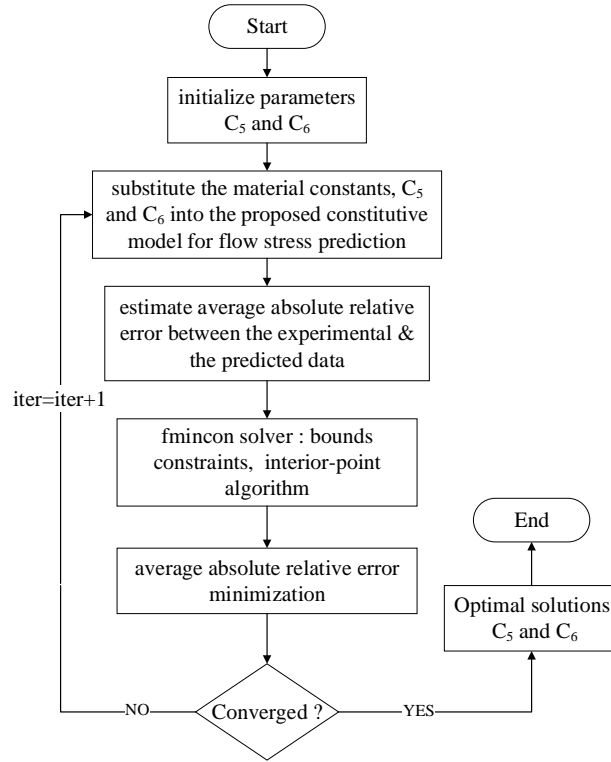 Start
initialize parameters
C₅ and C₆
substitute the material constants, C₅
and C₆ into the proposed constitutive
model for flow stress prediction
estimate average absolute relative
error between the experimental &
the predicted data
iter=iter+1
fmincon solver : bounds
constraints, interior-point
algorithm
average absolute relative error
minimization
Converged ?
NO
YES
Optimal solutions
C₅ and C₆
End